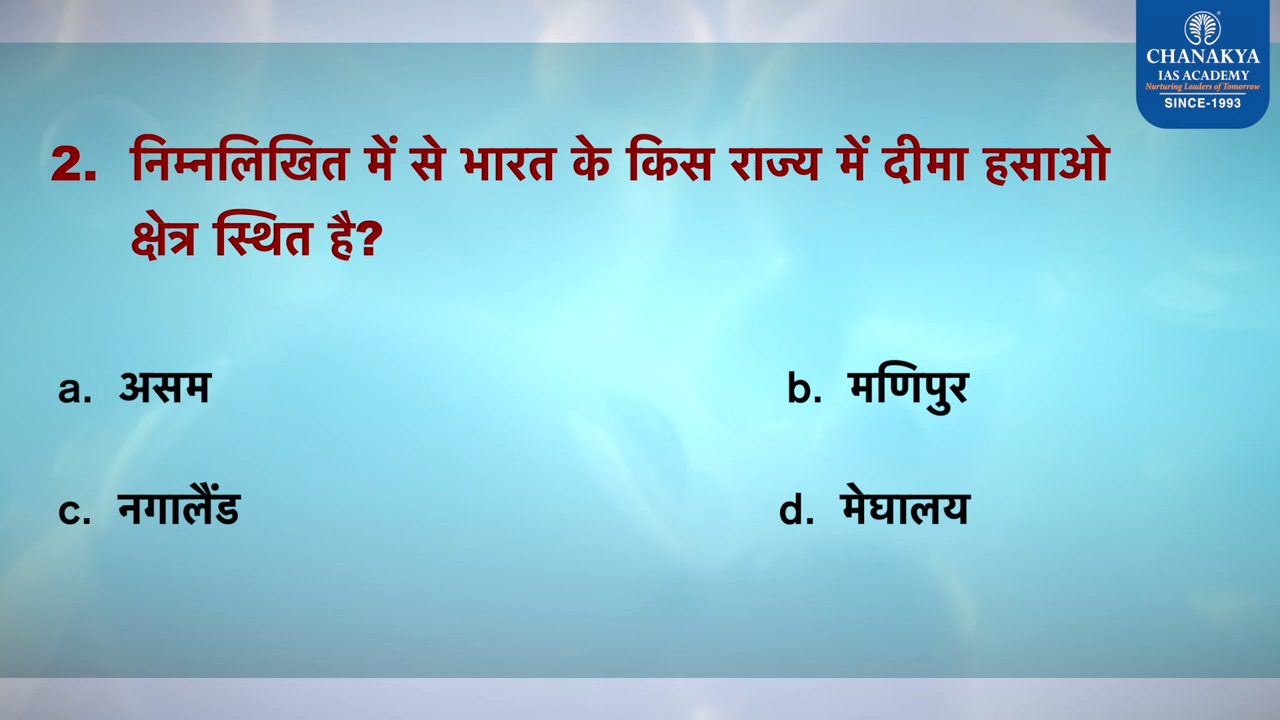 CHANAKYA
IAS ACADEMY
Nurturing Leaders of Tomorrow
SINCE-1993
2. निम्नलिखित में से भारत के किस राज्य में दीमा हसाओ
क्षेत्र स्थित है?
a. असम b. मणिपुर
c. नगालैंड d. मेघालय